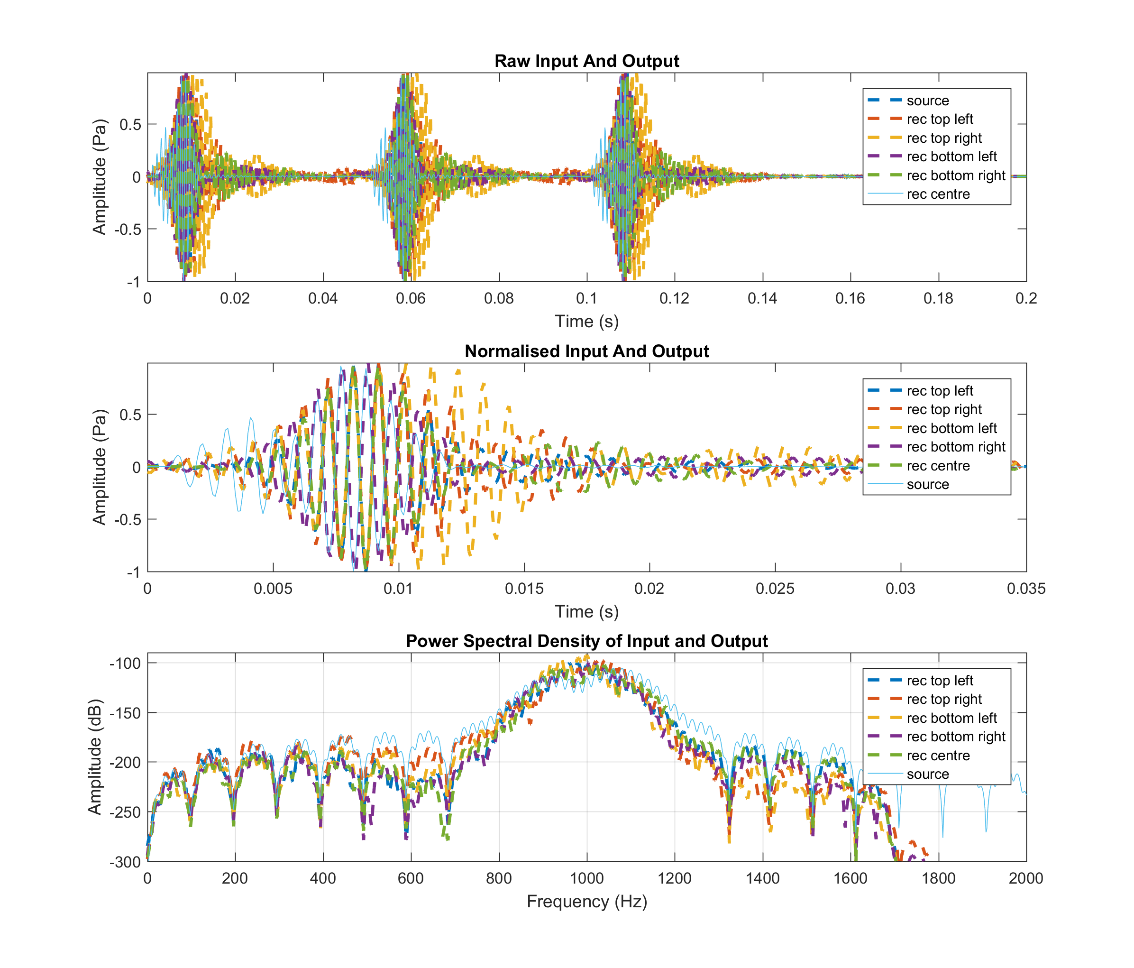 Raw Input And Output
Amplitude (Pa)
0.5
0
-0.5
-1
0 0.02 0.04 0.06 0.08 0.1 0.12 0.14 0.16 0.18 0.2
Time (s)
source
rec top left
rec top right
rec bottom left
rec bottom right
rec centre
Normalised Input And Output
Amplitude (Pa)
0.5
0
-0.5
-1
0 0.005 0.01 0.015 0.02 0.025 0.03 0.035
Time (s)
rec top left
rec top right
rec bottom left
rec bottom right
rec centre
source
Power Spectral Density of Input and Output
Amplitude (dB)
-100
-150
-200
-250
-300
0 200 400 600 800 1000 1200 1400 1600 1800 2000
Frequency (Hz)
rec top left
rec top right
rec bottom left
rec bottom right
rec centre
source